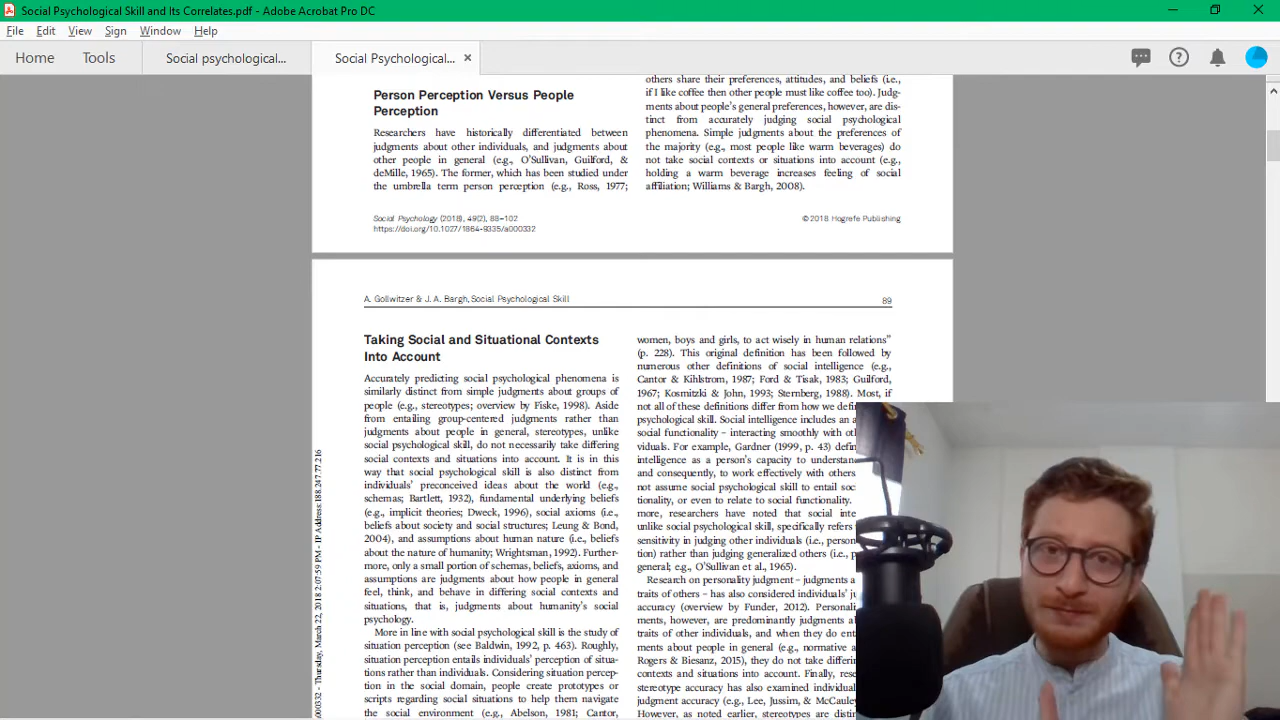 Social Psychological Skill and Its Correlates.pdf - Adobe Acrobat Pro DC
File Edit View Sign Window Help
Home Tools Social psychological... Social Psychological...
Person Perception Versus People
Perception
Researchers have historically differentiated between
judgments about other individuals, and judgments about
other people in general (e.g., O'Sullivan, Guilford, &
deMille, 1965). The former, which has been studied under
the umbrella term person perception (e.g., Ross, 1977;
others share their preferences, attitudes, and beliefs (i.e.,
if I like coffee then other people must like coffee too). Judg-
ments about people's general preferences, however, are dis-
tinct from accurately judging social psychological
phenomena. Simple judgments about the preferences of
the majority (e.g., most people like warm beverages) do
not take social contexts or situations into account (e.g.,
holding a warm beverage increases feeling of social
affiliation; Williams & Bargh, 2008).
Social Psychology (2018), 49(2), 88–102
https://doi.org/10.1027/1864-9335/a000332
© 2018 Hogrefe Publishing
A. Gollwitzer & J. A. Bargh, Social Psychological Skill
89
Taking Social and Situational Contexts
Into Account
Accurately predicting social psychological phenomena is
similarly distinct from simple judgments about groups of
people (e.g., stereotypes; overview by Fiske, 1998). Aside
from entailing group-centered judgments rather than
judgments about people in general, stereotypes, unlike
social psychological skill, do not necessarily take differing
social contexts and situations into account. It is in this
way that social psychological skill is also distinct from
individuals' preconceived ideas about the world (e.g.,
schemas; Bartlett, 1932), fundamental underlying beliefs
(e.g., implicit theories; Dweck, 1996), social axioms (i.e.,
beliefs about society and social structures; Leung & Bond,
2004), and assumptions about human nature (i.e., beliefs
about the nature of humanity; Wrightsman, 1992). Further-
more, only a small portion of schemas, beliefs, axioms, and
assumptions are judgments about how people in general
feel, think, and behave in differing social contexts and
situations, that is, judgments about humanity's social
psychology.
More in line with social psychological skill is the study of
situation perception (see Baldwin, 1992, p. 463). Roughly,
situation perception entails individuals' perception of situa-
tions rather than individuals. Considering situation percep-
tion in the social domain, people create prototypes or
scripts regarding social situations to help them navigate
the social environment (e.g., Abelson, 1981; Cantor,
women, boys and girls, to act wisely in human relations"
(p. 228). This original definition has been followed by
numerous other definitions of social intelligence (e.g.,
Cantor & Kihlstrom, 1987; Ford & Tisak, 1983; Guilford,
1967; Kosmitzki & John, 1993; Sternberg, 1988). Most, if
not all of these definitions differ from how we defin
psychological skill. Social intelligence includes an a
social functionality – interacting smoothly with ot
viduals. For example, Gardner (1999, p. 43) defin
intelligence as a person's capacity to understan
and consequently, to work effectively with others
not assume social psychological skill to entail soc
tionality, or even to relate to social functionality.
more, researchers have noted that social inte
unlike social psychological skill, specifically refers
sensitivity in judging other individuals (i.e., person
tion) rather than judging generalized others (i.e., p
general; e.g., O'Sullivan et al., 1965).
Research on personality judgment – judgments a
traits of others – has also considered individuals' ju
accuracy (overview by Funder, 2012). Personali
ments, however, are predominantly judgments a
traits of other individuals, and when they do ent
ments about people in general (e.g., normative a
Rogers & Biesanz, 2015), they do not take differi
contexts and situations into account. Finally, rese
stereotype accuracy has also examined individual
judgment accuracy (e.g., Lee, Jussim, & McCauley
However, as noted earlier, stereotypes are distin
a000332 - Thursday, March 22, 2018 2:07:59 PM - IP Address:188.247.77.216